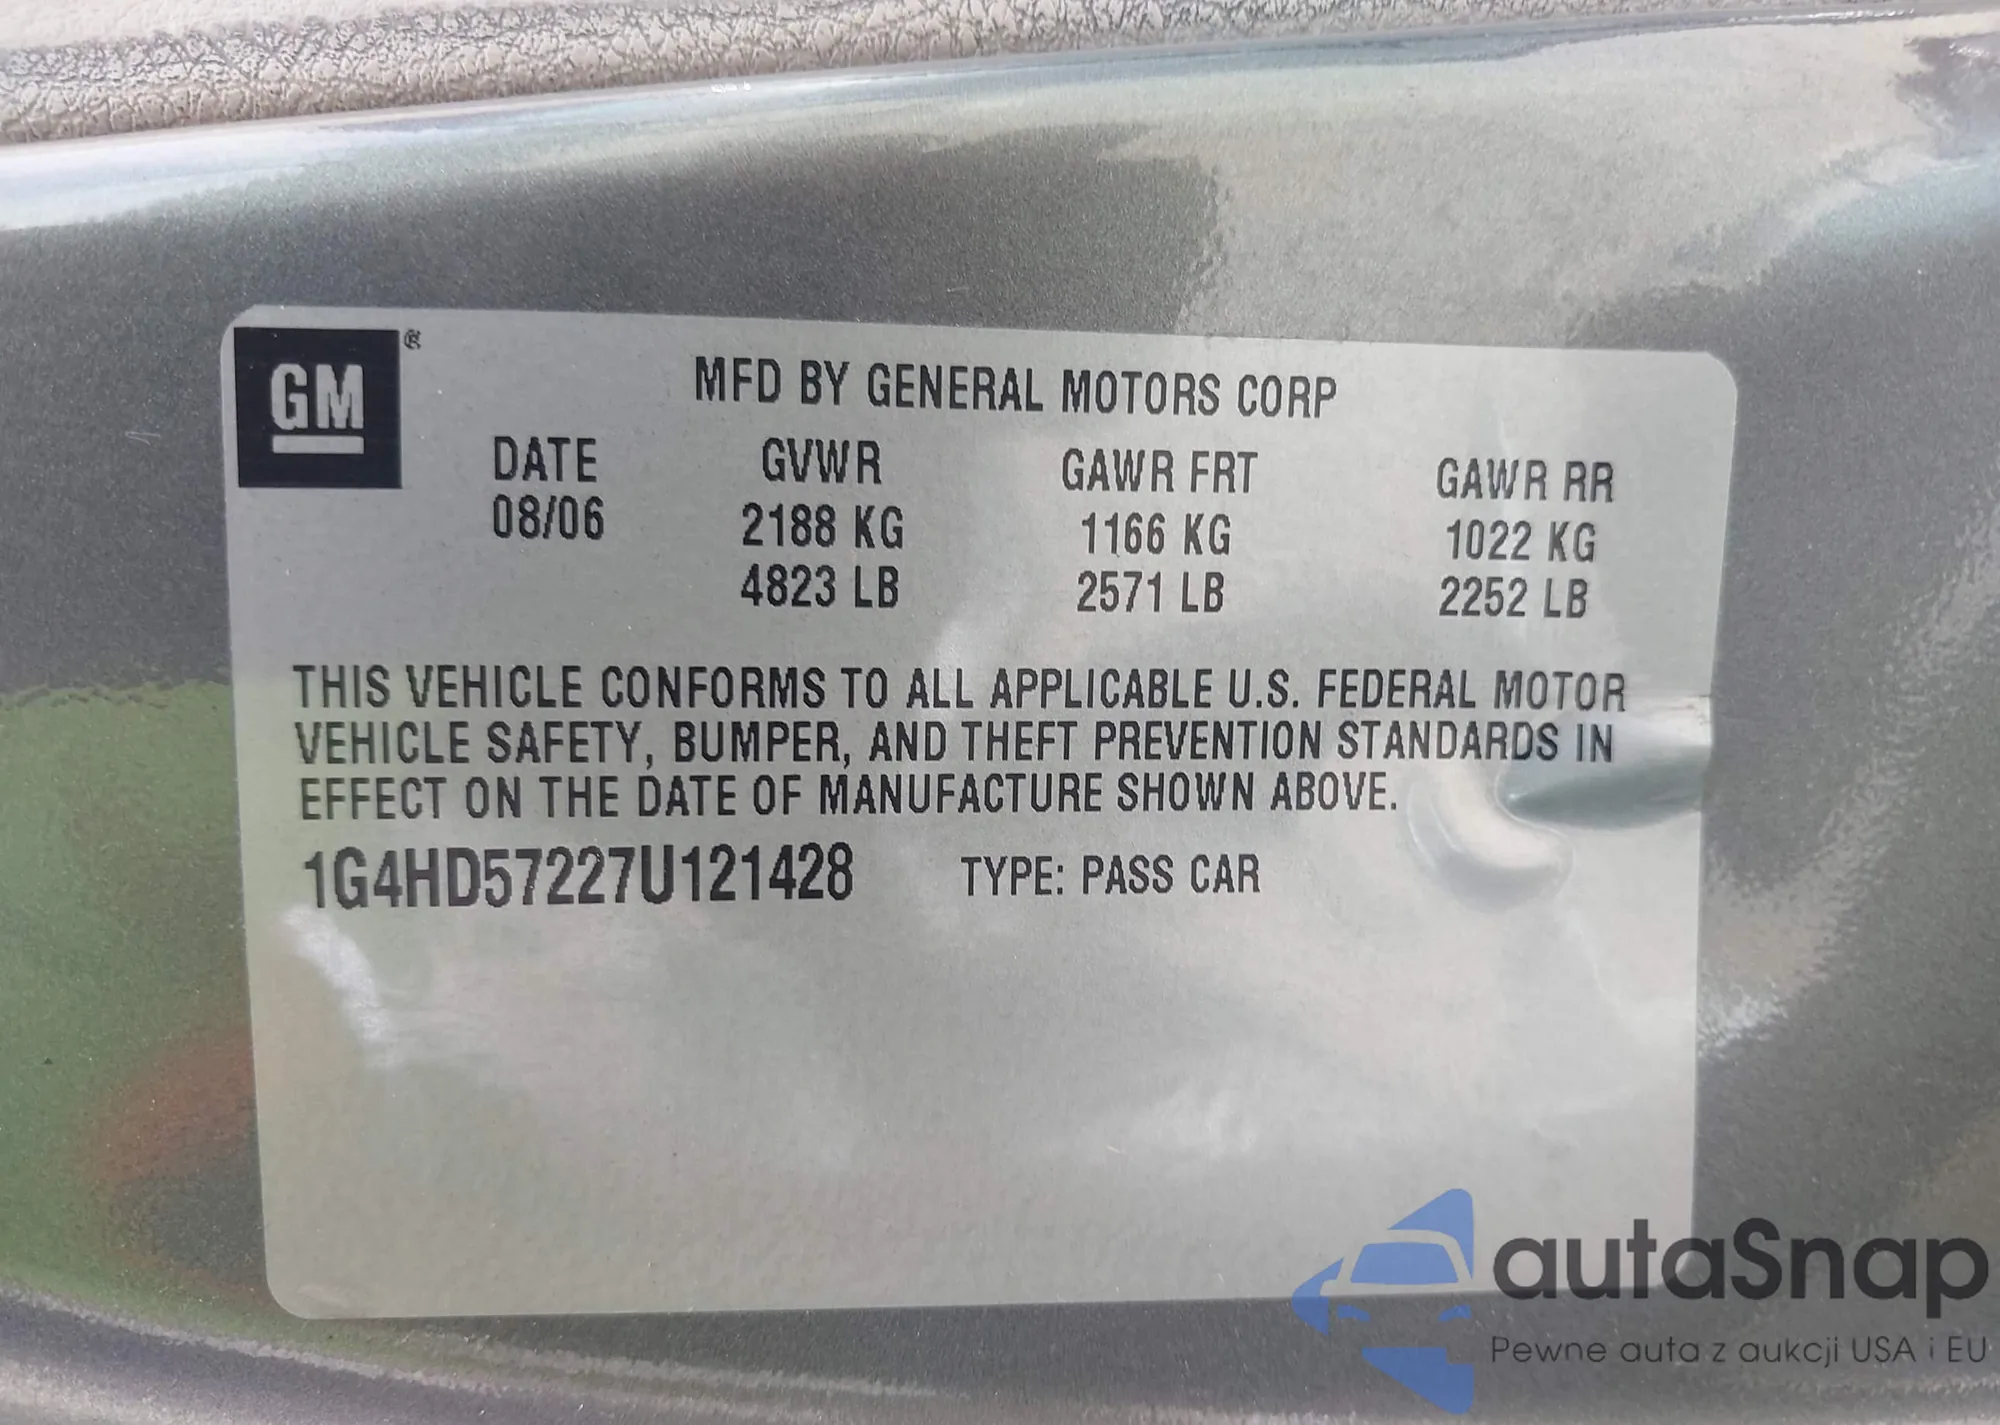 GM ®
MFD BY GENERAL MOTORS CORP
DATE GVWR GAWR FRT GAWR RR
08/06 2188 KG 1166 KG 1022 KG
4823 LB 2571 LB 2252 LB
THIS VEHICLE CONFORMS TO ALL APPLICABLE U.S. FEDERAL MOTOR
VEHICLE SAFETY, BUMPER, AND THEFT PREVENTION STANDARDS IN
EFFECT ON THE DATE OF MANUFACTURE SHOWN ABOVE.
1G4HD57227U121428 TYPE: PASS CAR
autaSnap
Pewne auta z aukcji USA i EU